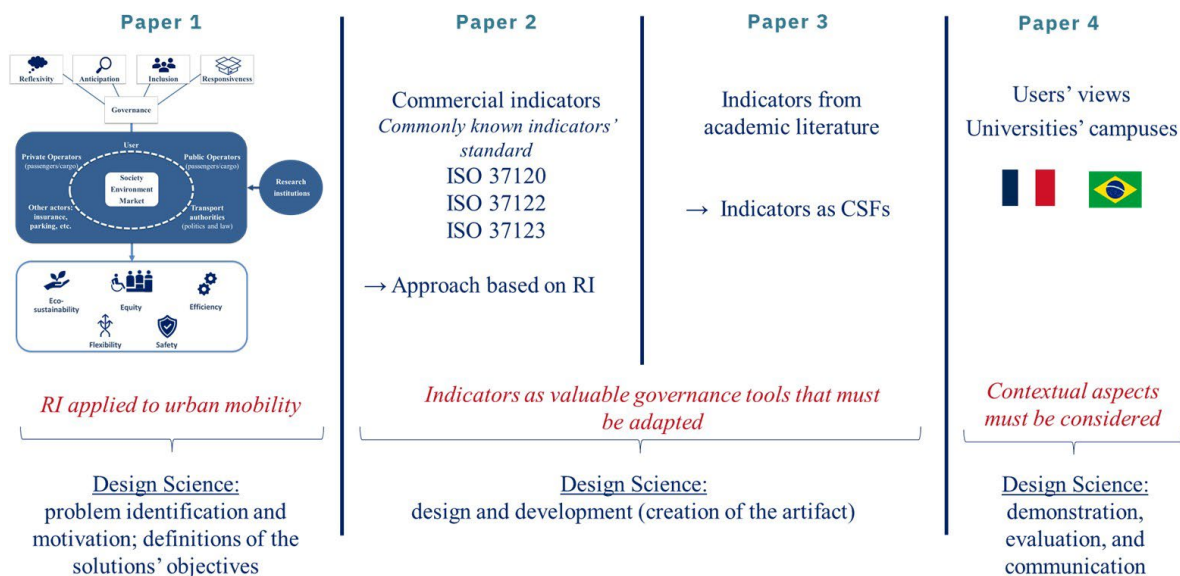 Paper 1
Reflexivity
Anticipation
Inclusion
Responsiveness
Governance
User
Private Operators
(passengers/cargo)
Public Operators
(passengers/cargo)
Society
Environment
Market
Other actors:
insurance,
parking, etc.
Transport
authorities
(politics and law)
Research
institutions
Eco-
sustainability
Equity
Efficiency
Flexibility
Safety
RI applied to urban mobility
Design Science:
problem identification and
motivation; definitions of the
solutions’ objectives
Paper 2
Commercial indicators
Commonly known indicators’
standard
ISO 37120
ISO 37122
ISO 37123
→ Approach based on RI
Paper 3
Indicators from
academic literature
→ Indicators as CSFs
Indicators as valuable governance tools that must
be adapted
Design Science:
design and development (creation of the artifact)
Paper 4
Users’ views
Universities’ campuses
Contextual aspects
must be considered
Design Science:
demonstration,
evaluation, and
communication